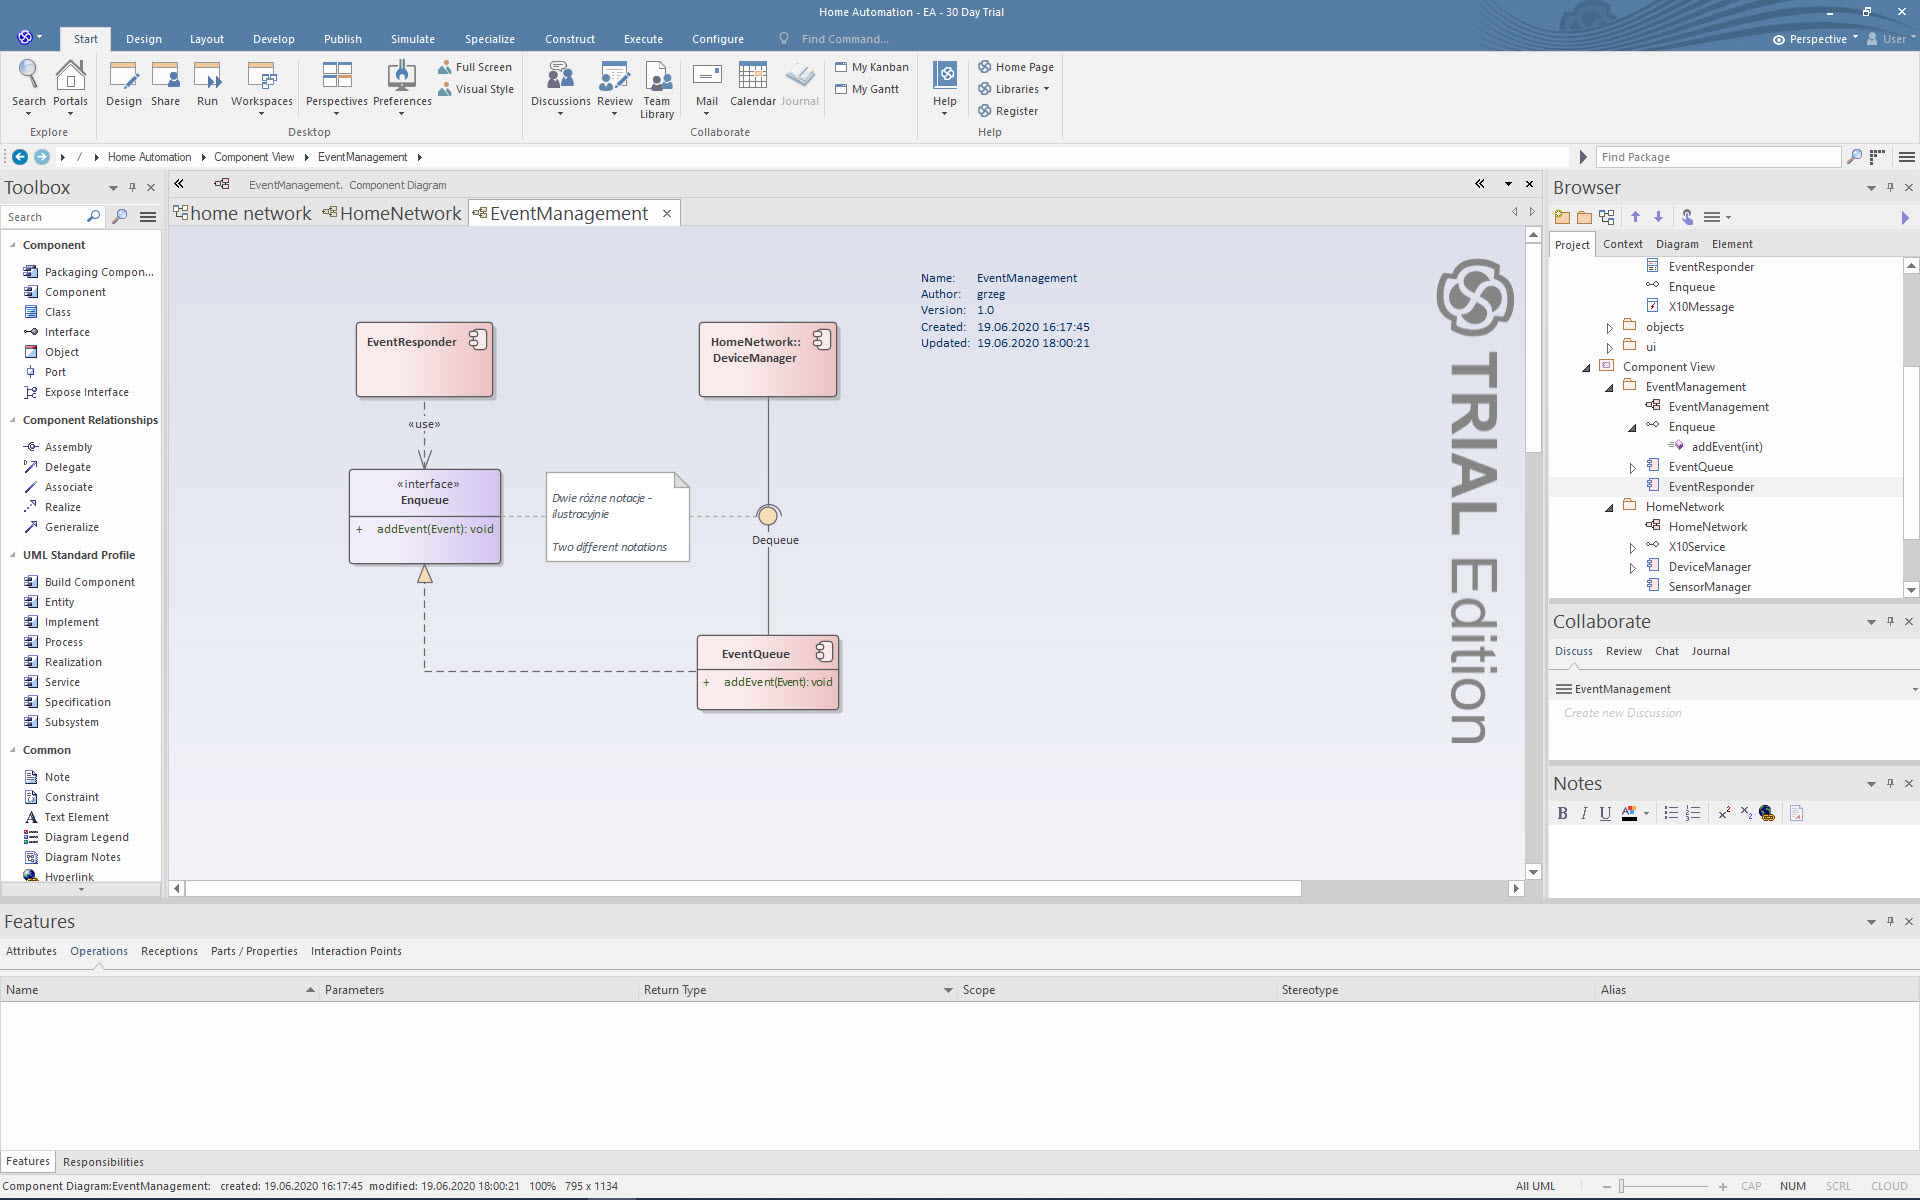 Home Automation - EA - 30 Day Trial
Start Design Layout Develop Publish Simulate Specialize Construct Execute Configure Find Command... Perspective User
Search Portals Design Share Run Workspaces Perspectives Preferences Full Screen Visual Style Discussions Review Team Library Mail Calendar Journal My Kanban My Gantt Help Home Page Libraries Register
Explore Desktop Collaborate Help
/ Home Automation Component View EventManagement Find Package
Toolbox
Search
Component
Packaging Compon...
Component
Class
Interface
Object
Port
Expose Interface
Component Relationships
Assembly
Delegate
Associate
Realize
Generalize
UML Standard Profile
Build Component
Entity
Implement
Process
Realization
Service
Specification
Subsystem
Common
Note
Constraint
Text Element
Diagram Legend
Diagram Notes
Hyperlink
EventManagement. Component Diagram
home network HomeNetwork EventManagement
Name: EventManagement
Author: grzeg
Version: 1.0
Created: 19.06.2020 16:17:45
Updated: 19.06.2020 18:00:21
EventResponder
HomeNetwork::
DeviceManager
«use»
«interface»
Enqueue
+ addEvent(Event): void
Dwie różne notacje -
ilustracyjnie
Two different notations
Dequeue
EventQueue
+ addEvent(Event): void
TRIAL Edition
Browser
Project Context Diagram Element
EventResponder
Enqueue
X10Message
objects
ui
Component View
EventManagement
EventManagement
Enqueue
addEvent(int)
EventQueue
EventResponder
HomeNetwork
HomeNetwork
X10Service
DeviceManager
SensorManager
Collaborate
Discuss Review Chat Journal
EventManagement
Create new Discussion
Notes
B I U A
Features
Attributes Operations Receptions Parts / Properties Interaction Points
Name Parameters Return Type Scope Stereotype Alias
Features Responsibilities
Component Diagram:EventManagement: created: 19.06.2020 16:17:45 modified: 19.06.2020 18:00:21 100% 795 x 1134 All UML CAP NUM SCRL CLOUD